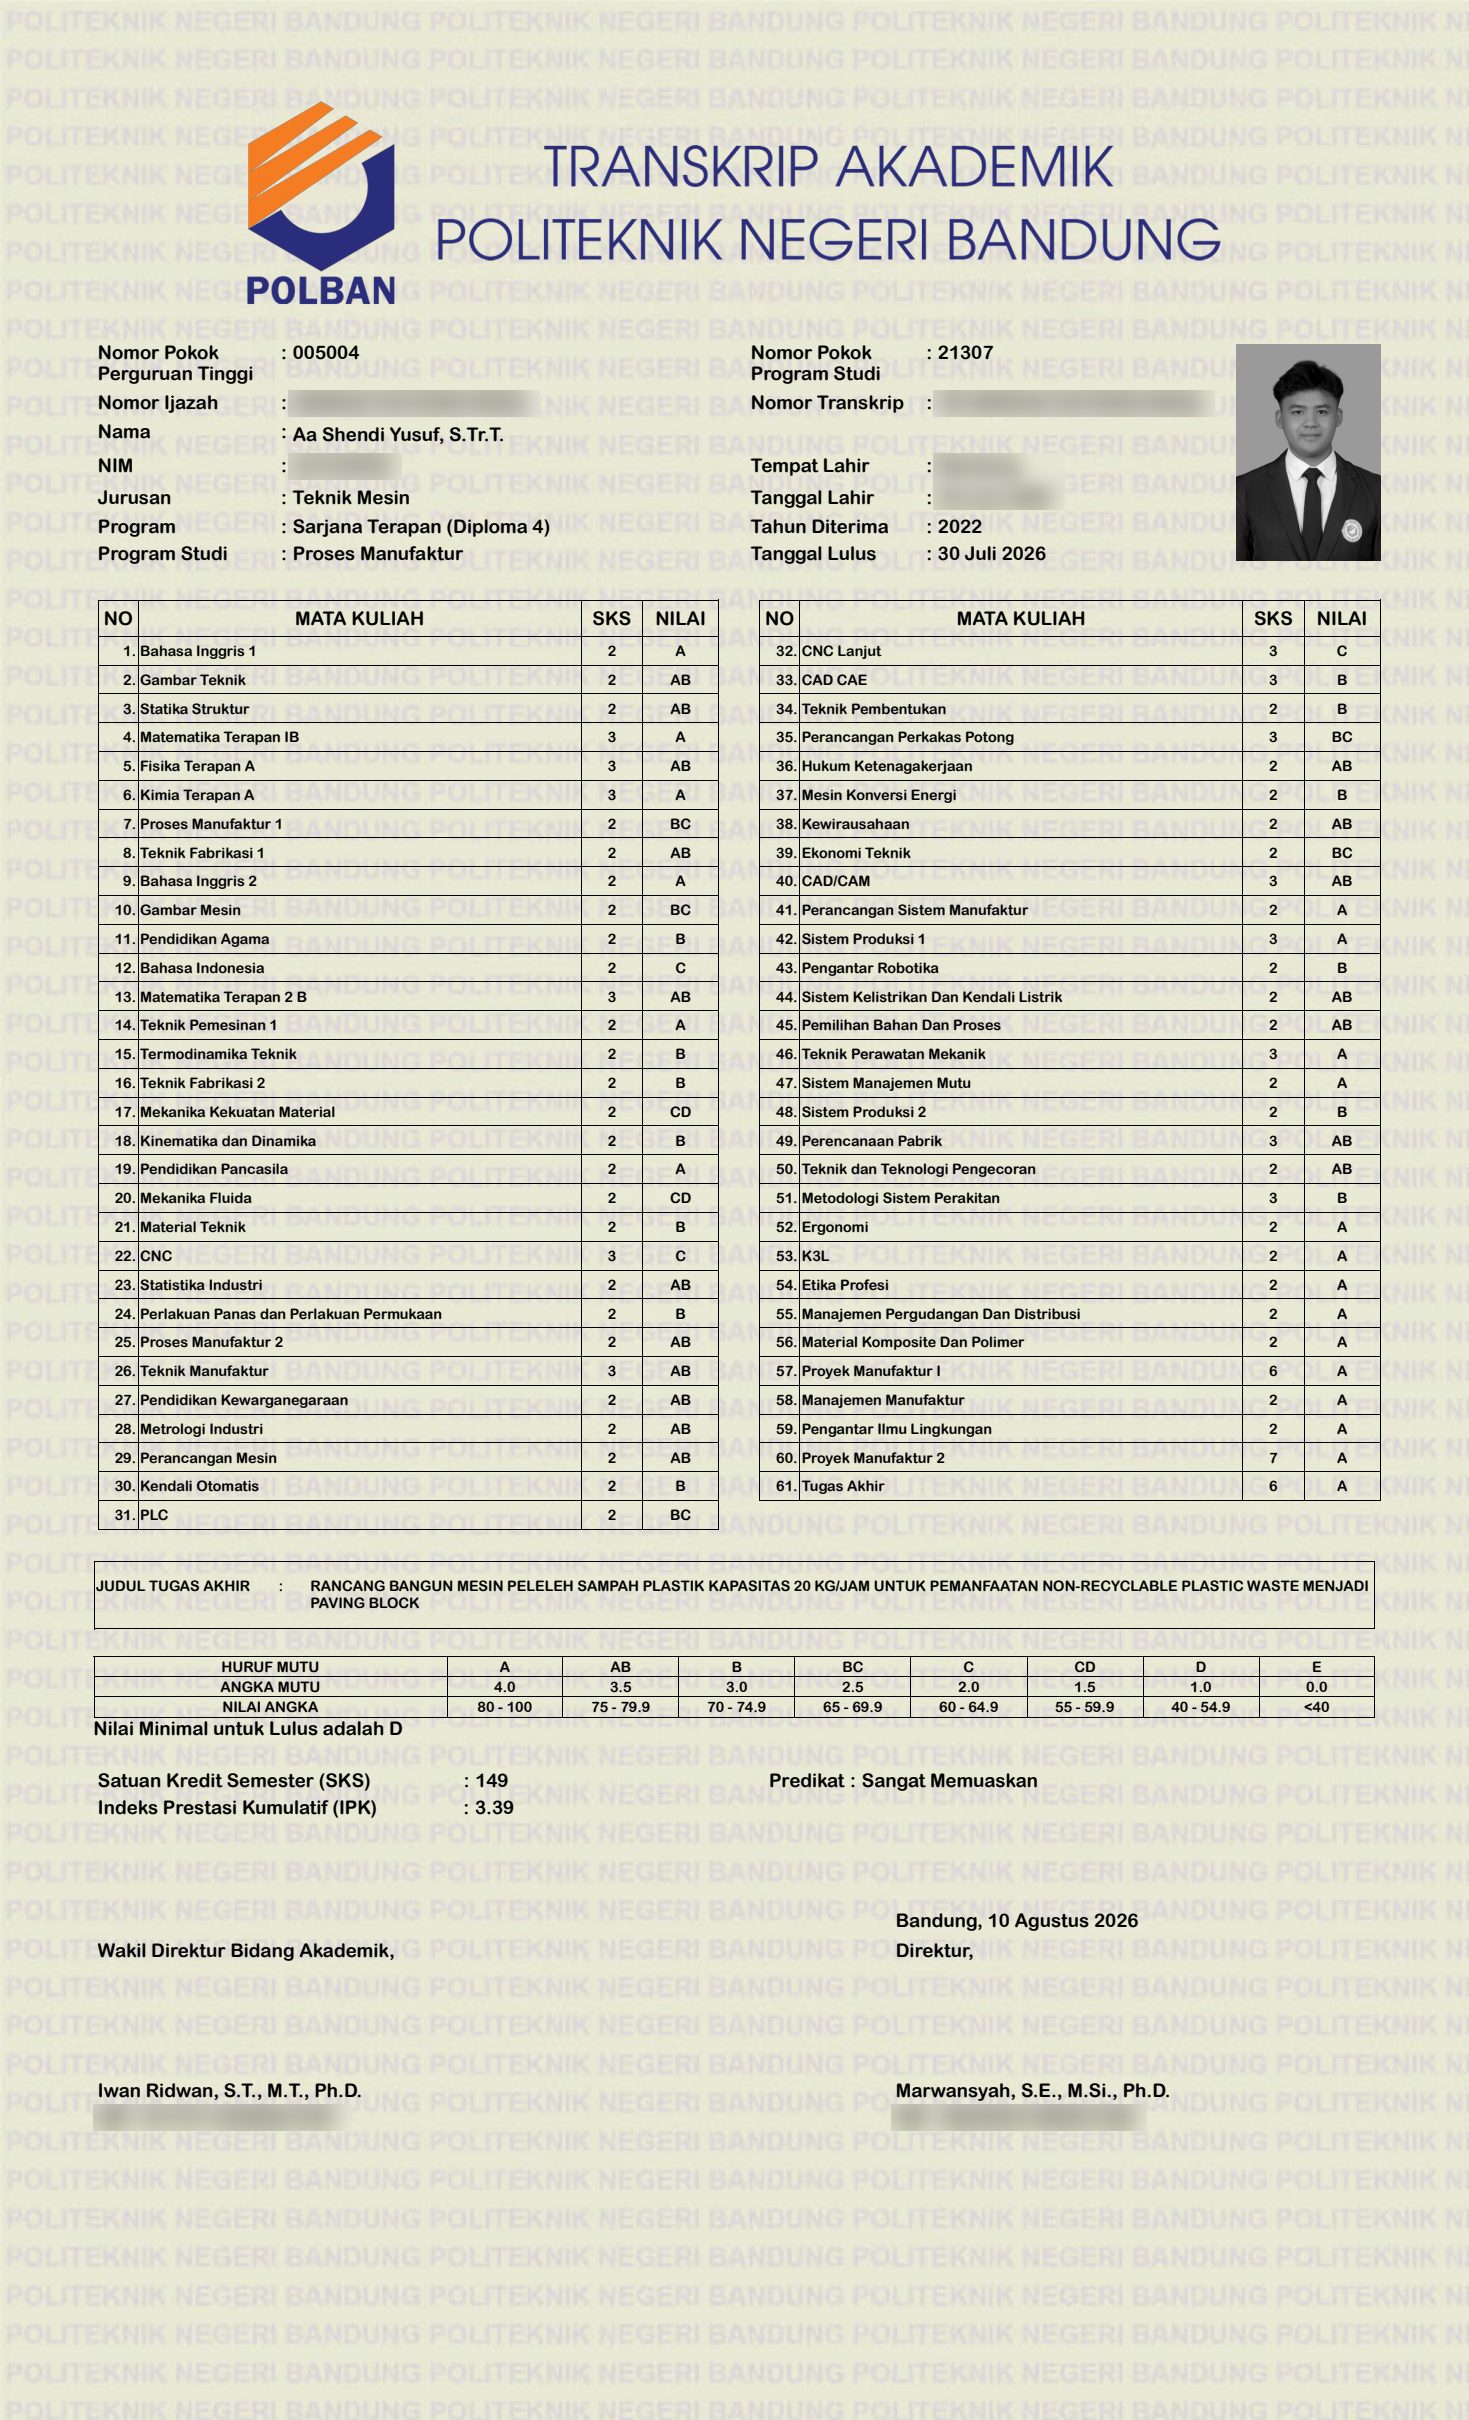 POLBAN
TRANSKRIP AKADEMIK
POLITEKNIK NEGERI BANDUNG
Nomor Pokok Perguruan Tinggi : 005004
Nomor Ijazah :
Nama : Aa Shendi Yusuf, S.Tr.T.
NIM :
Jurusan : Teknik Mesin
Program : Sarjana Terapan (Diploma 4)
Program Studi : Proses Manufaktur
Nomor Pokok Program Studi : 21307
Nomor Transkrip :
Tempat Lahir :
Tanggal Lahir :
Tahun Diterima : 2022
Tanggal Lulus : 30 Juli 2026
NO MATA KULIAH SKS NILAI
1. Bahasa Inggris 1 2 A
2. Gambar Teknik 2 AB
3. Statika Struktur 2 AB
4. Matematika Terapan IB 3 A
5. Fisika Terapan A 3 AB
6. Kimia Terapan A 3 A
7. Proses Manufaktur 1 2 BC
8. Teknik Fabrikasi 1 2 AB
9. Bahasa Inggris 2 2 A
10. Gambar Mesin 2 BC
11. Pendidikan Agama 2 B
12. Bahasa Indonesia 2 C
13. Matematika Terapan 2 B 3 AB
14. Teknik Pemesinan 1 2 A
15. Termodinamika Teknik 2 B
16. Teknik Fabrikasi 2 2 B
17. Mekanika Kekuatan Material 2 CD
18. Kinematika dan Dinamika 2 B
19. Pendidikan Pancasila 2 A
20. Mekanika Fluida 2 CD
21. Material Teknik 2 B
22. CNC 3 C
23. Statistika Industri 2 AB
24. Perlakuan Panas dan Perlakuan Permukaan 2 B
25. Proses Manufaktur 2 2 AB
26. Teknik Manufaktur 3 AB
27. Pendidikan Kewarganegaraan 2 AB
28. Metrologi Industri 2 AB
29. Perancangan Mesin 2 AB
30. Kendali Otomatis 2 B
31. PLC 2 BC
NO MATA KULIAH SKS NILAI
32. CNC Lanjut 3 C
33. CAD CAE 3 B
34. Teknik Pembentukan 2 B
35. Perancangan Perkakas Potong 3 BC
36. Hukum Ketenagakerjaan 2 AB
37. Mesin Konversi Energi 2 B
38. Kewirausahaan 2 AB
39. Ekonomi Teknik 2 BC
40. CAD/CAM 3 AB
41. Perancangan Sistem Manufaktur 2 A
42. Sistem Produksi 1 3 A
43. Pengantar Robotika 2 B
44. Sistem Kelistrikan Dan Kendali Listrik 2 AB
45. Pemilihan Bahan Dan Proses 2 AB
46. Teknik Perawatan Mekanik 3 A
47. Sistem Manajemen Mutu 2 A
48. Sistem Produksi 2 2 B
49. Perencanaan Pabrik 3 AB
50. Teknik dan Teknologi Pengecoran 2 AB
51. Metodologi Sistem Perakitan 3 B
52. Ergonomi 2 A
53. K3L 2 A
54. Etika Profesi 2 A
55. Manajemen Pergudangan Dan Distribusi 2 A
56. Material Komposite Dan Polimer 2 A
57. Proyek Manufaktur I 6 A
58. Manajemen Manufaktur 2 A
59. Pengantar Ilmu Lingkungan 2 A
60. Proyek Manufaktur 2 7 A
61. Tugas Akhir 6 A
JUDUL TUGAS AKHIR : RANCANG BANGUN MESIN PELELEH SAMPAH PLASTIK KAPASITAS 20 KG/JAM UNTUK PEMANFAATAN NON-RECYCLABLE PLASTIC WASTE MENJADI
PAVING BLOCK
HURUF MUTU A AB B BC C CD D E
ANGKA MUTU 4.0 3.5 3.0 2.5 2.0 1.5 1.0 0.0
NILAI ANGKA 80 - 100 75 - 79.9 70 - 74.9 65 - 69.9 60 - 64.9 55 - 59.9 40 - 54.9 <40
Nilai Minimal untuk Lulus adalah D
Satuan Kredit Semester (SKS) : 149
Indeks Prestasi Kumulatif (IPK) : 3.39
Predikat : Sangat Memuaskan
Bandung, 10 Agustus 2026
Wakil Direktur Bidang Akademik,
Direktur,
Iwan Ridwan, S.T., M.T., Ph.D.
Marwansyah, S.E., M.Si., Ph.D.